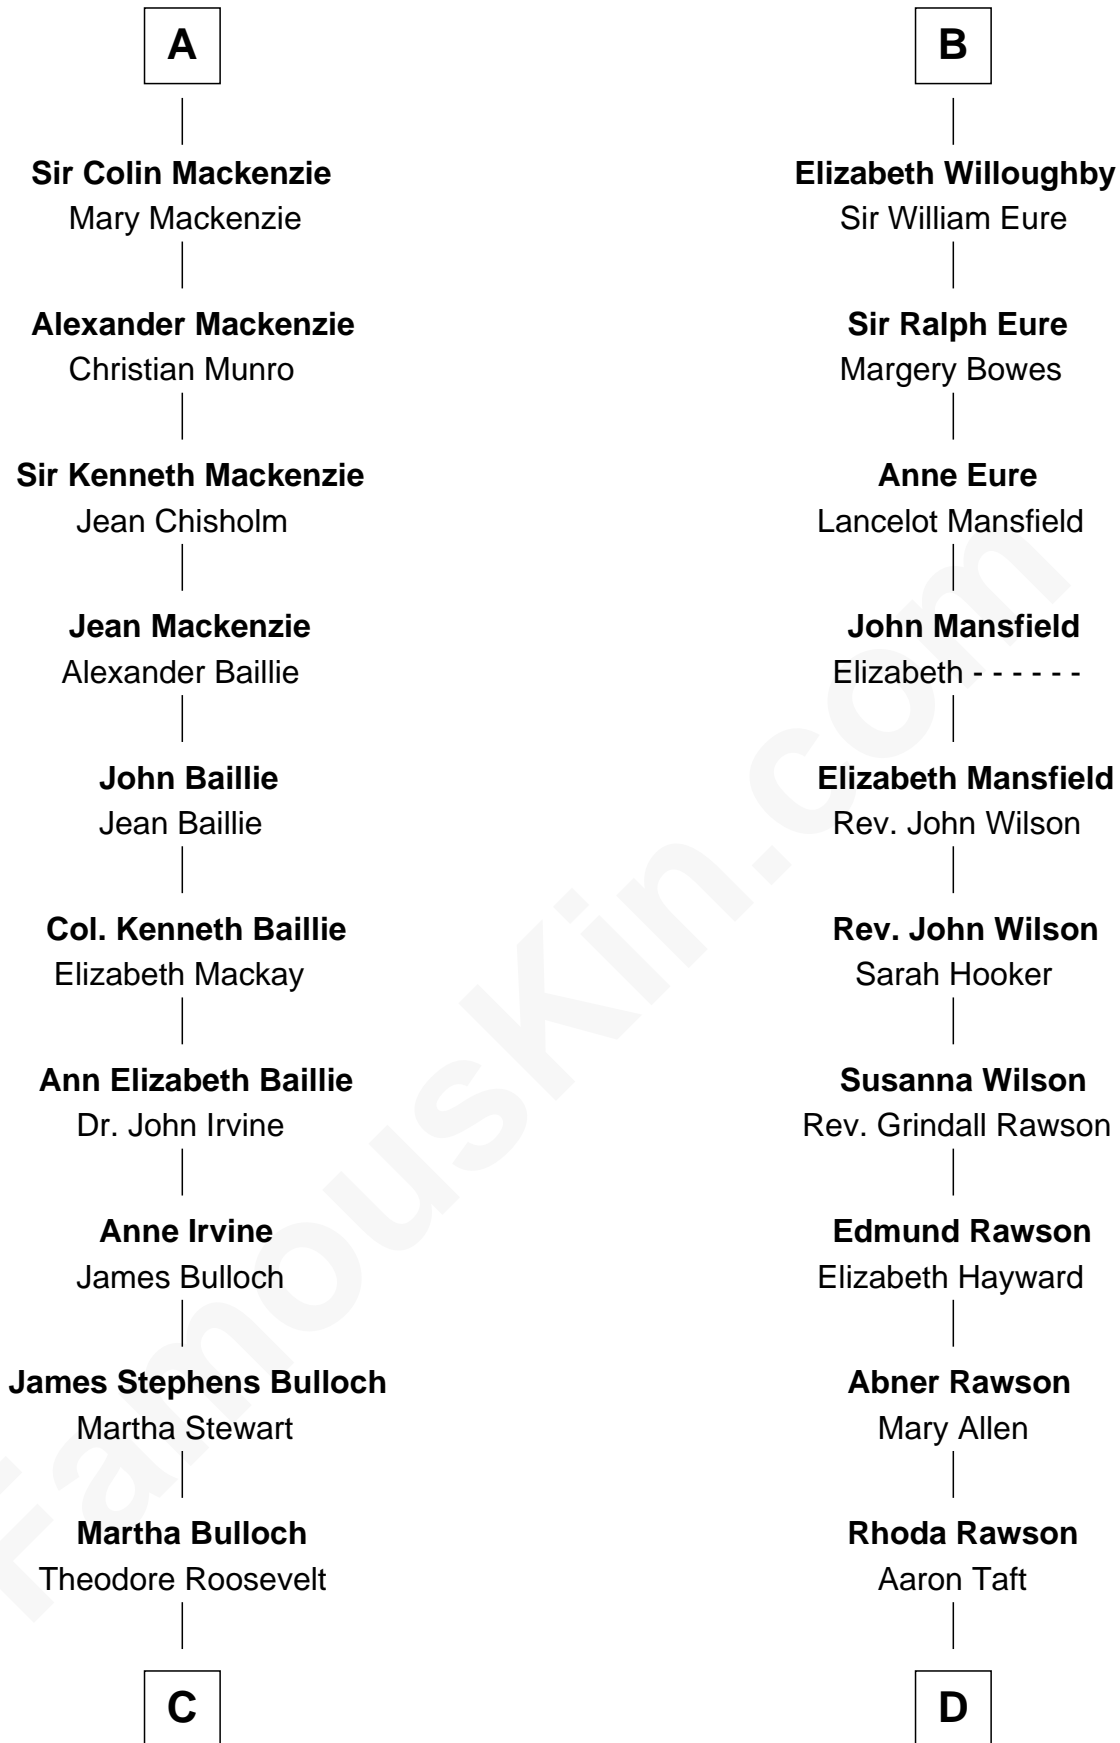 A
Sir Colin Mackenzie
Mary Mackenzie
Alexander Mackenzie
Christian Munro
Sir Kenneth Mackenzie
Jean Chisholm
Jean Mackenzie
Alexander Baillie
John Baillie
Jean Baillie
Col. Kenneth Baillie
Elizabeth Mackay
Ann Elizabeth Baillie
Dr. John Irvine
Anne Irvine
James Bulloch
James Stephens Bulloch
Martha Stewart
Martha Bulloch
Theodore Roosevelt
C
B
Elizabeth Willoughby
Sir William Eure
Sir Ralph Eure
Margery Bowes
Anne Eure
Lancelot Mansfield
John Mansfield
Elizabeth - - - - - -
Elizabeth Mansfield
Rev. John Wilson
Rev. John Wilson
Sarah Hooker
Susanna Wilson
Rev. Grindall Rawson
Edmund Rawson
Elizabeth Hayward
Abner Rawson
Mary Allen
Rhoda Rawson
Aaron Taft
D
FamousKin.com